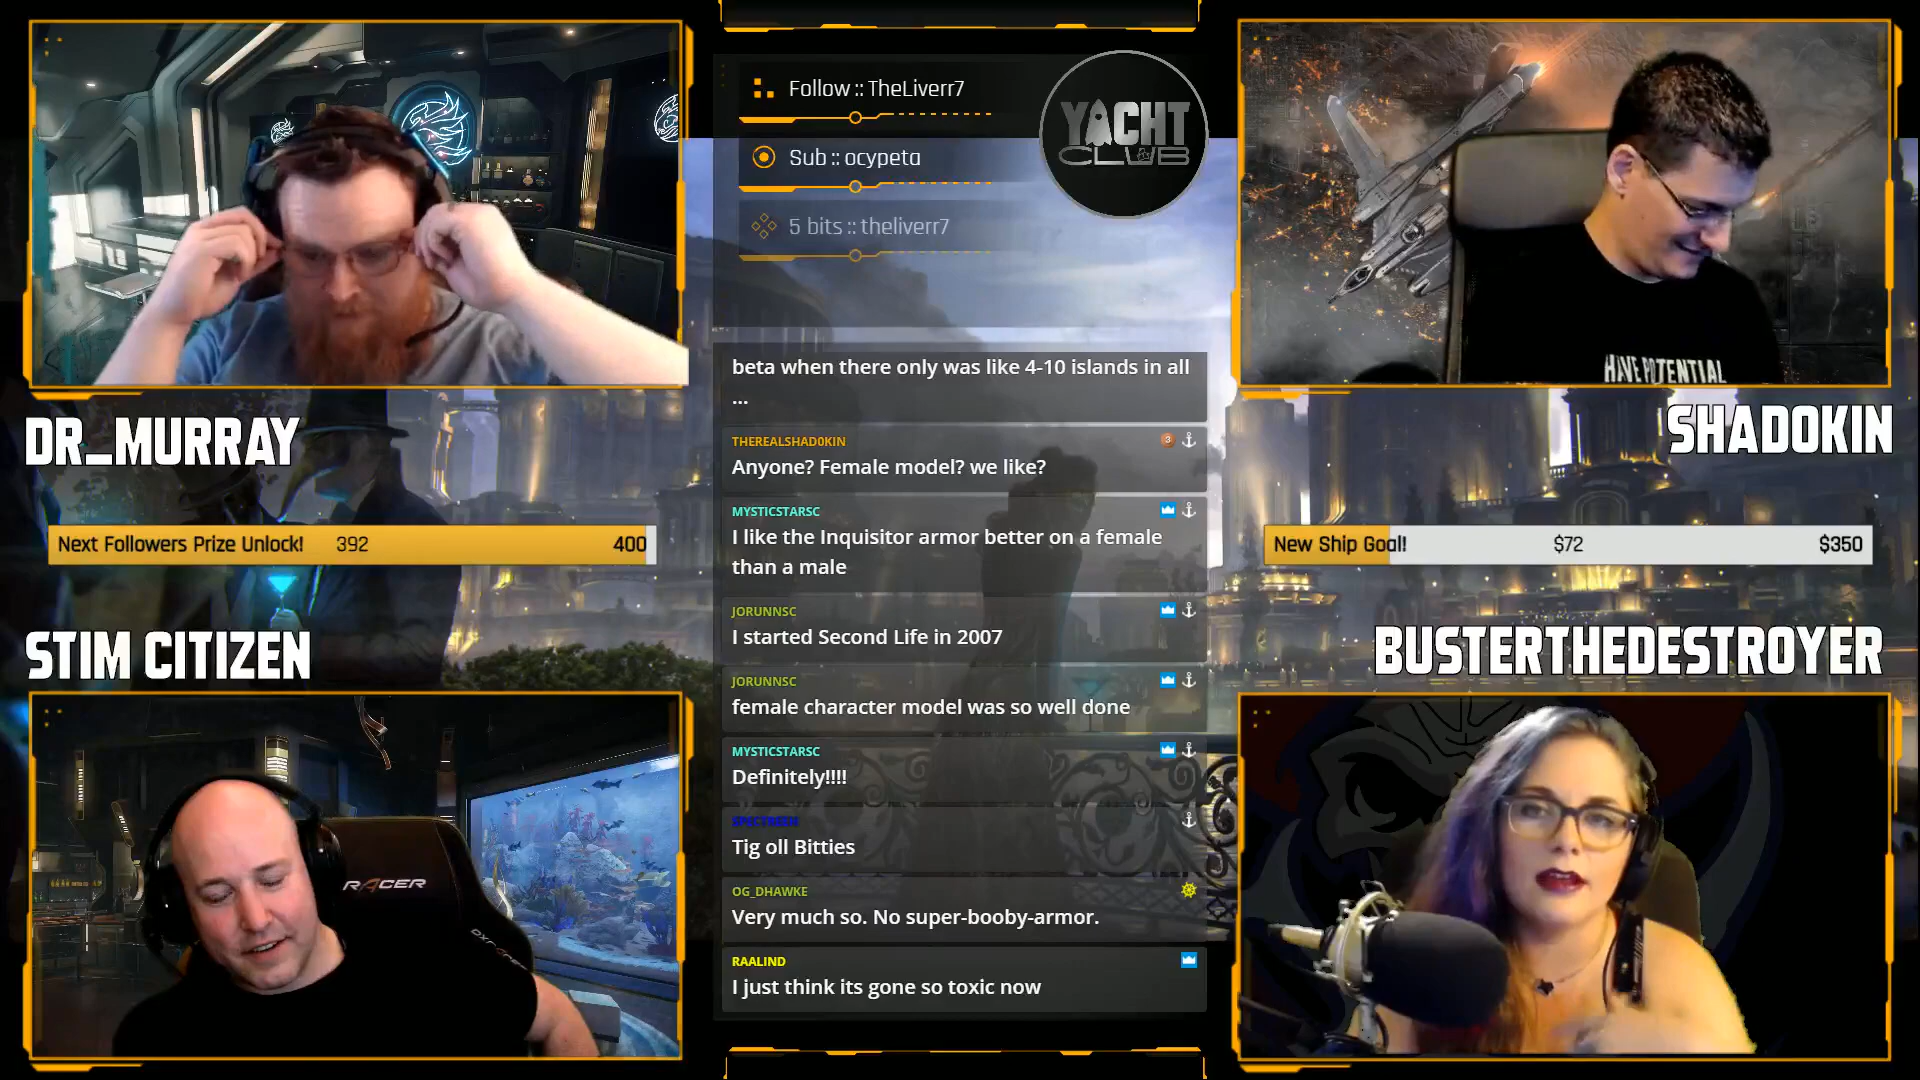 Follow :: TheLiverr7
YACHT
CLUB
Sub :: ocypeta
5 bits :: theliverr7
HAVE POTENTIAL
beta when there only was like 4-10 islands in all
...
THEREALSHAD0KIN
3
Anyone? Female model? we like?
DR_MURRAY
SHADOKIN
MYSTICSTARSC
I like the Inquisitor armor better on a female
than a male
Next Followers Prize Unlock! 392 400
New Ship Goal! $72 $350
JORUNNSC
I started Second Life in 2007
STIM CITIZEN
BUSTERTHEDESTROYER
JORUNNSC
female character model was so well done
MYSTICSTARSC
Definitely!!!!
Tig oll Bitties
OG_DHAWKE
Very much so. No super-booby-armor.
RAALIND
I just think its gone so toxic now
RACER